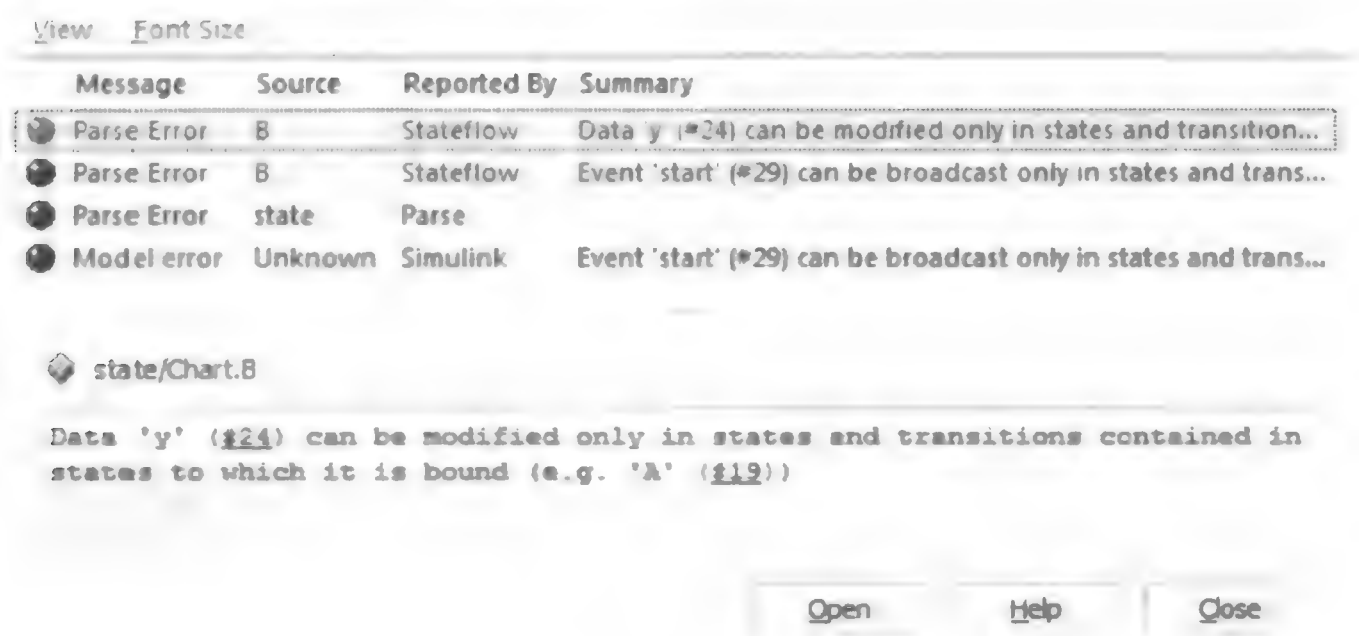 View Font Size
Message Source Reported By Summary
Parse Error B Stateflow Data 'y' (#24) can be modified only in states and transition...
Parse Error B Stateflow Event 'start' (#29) can be broadcast only in states and trans...
Parse Error state Parse
Model error Unknown Simulink Event 'start' (#29) can be broadcast only in states and trans...
state/Chart.B
Data 'y' (#24) can be modified only in states and transitions contained in
states to which it is bound (e.g. 'A' (#19))
Open Help Close